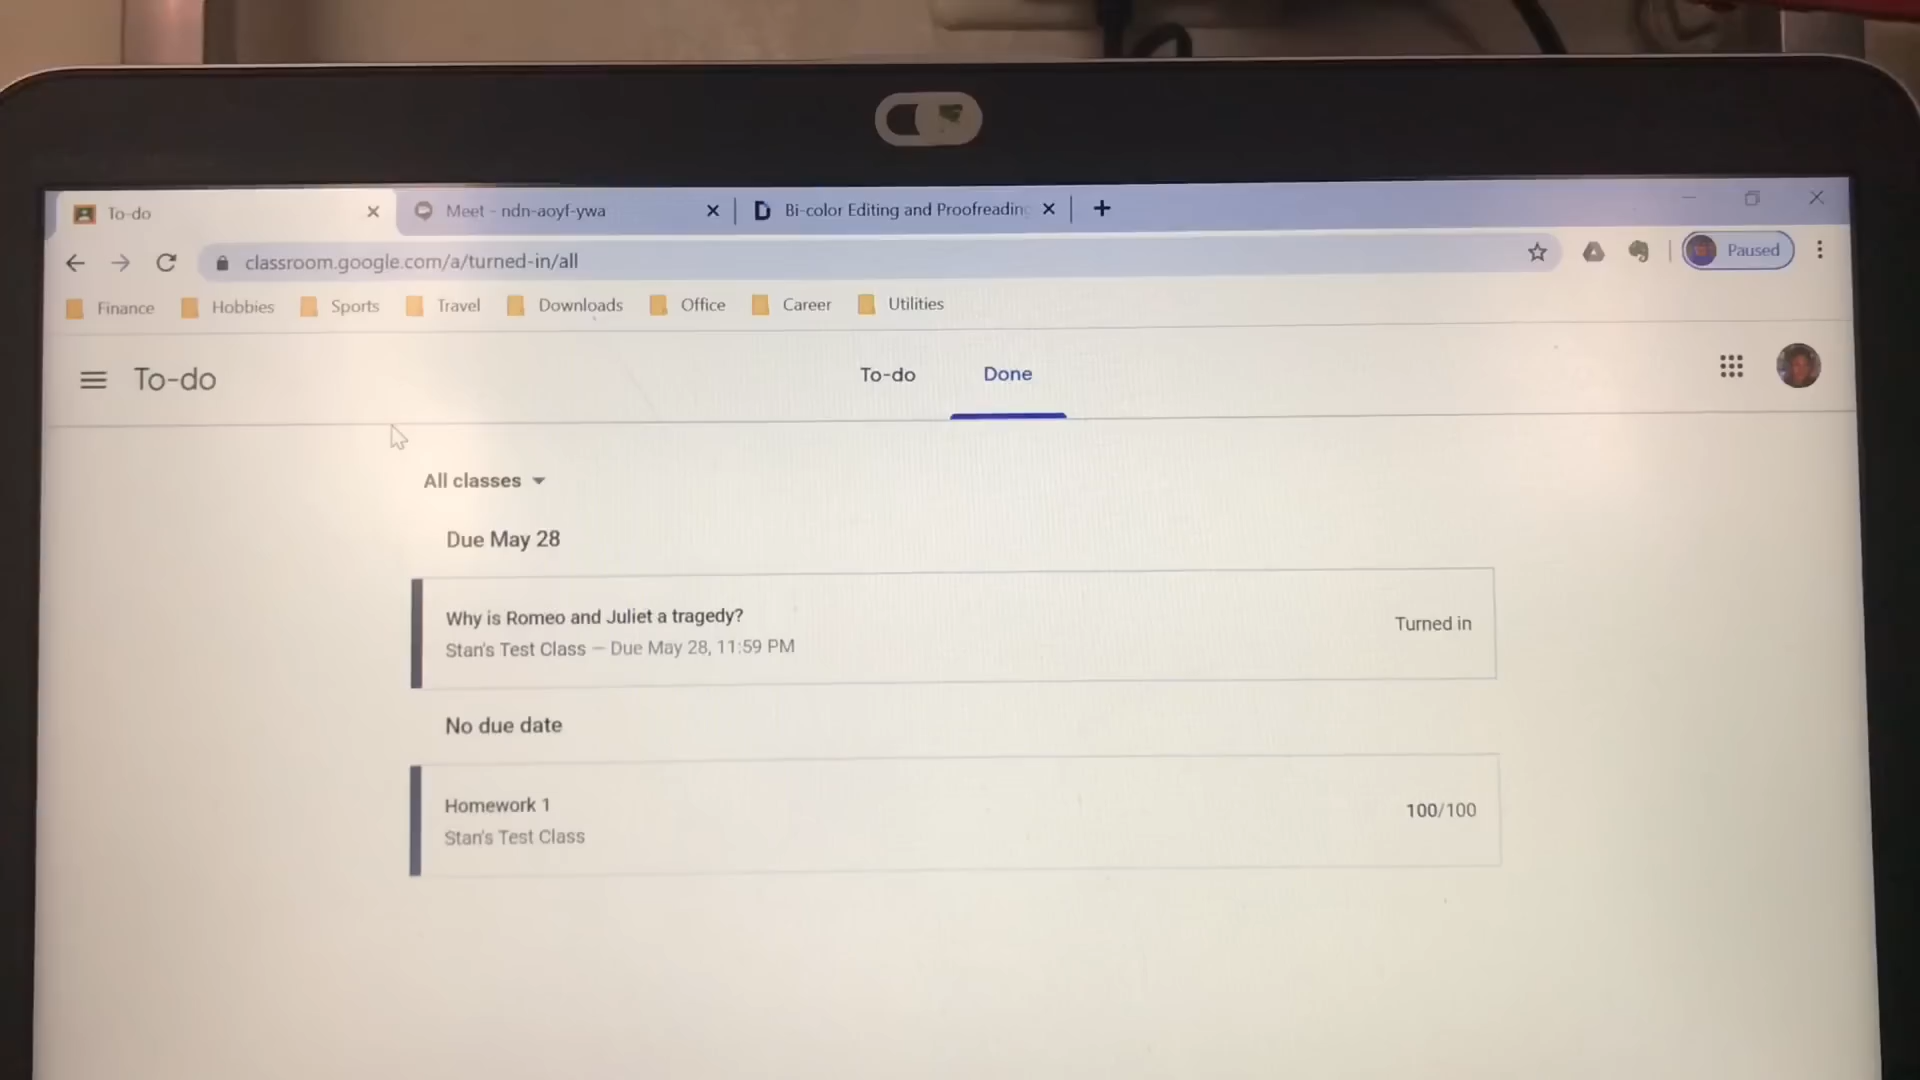 To-do
Meet - ndn-aoyf-ywa
Bi-color Editing and Proofreading
classroom.google.com/a/turned-in/all
Paused
Finance Hobbies Sports Travel Downloads Office Career Utilities
To-do
To-do Done
All classes
Due May 28
Why is Romeo and Juliet a tragedy?
Turned in
Stan's Test Class – Due May 28, 11:59 PM
No due date
Homework 1
100/100
Stan's Test Class